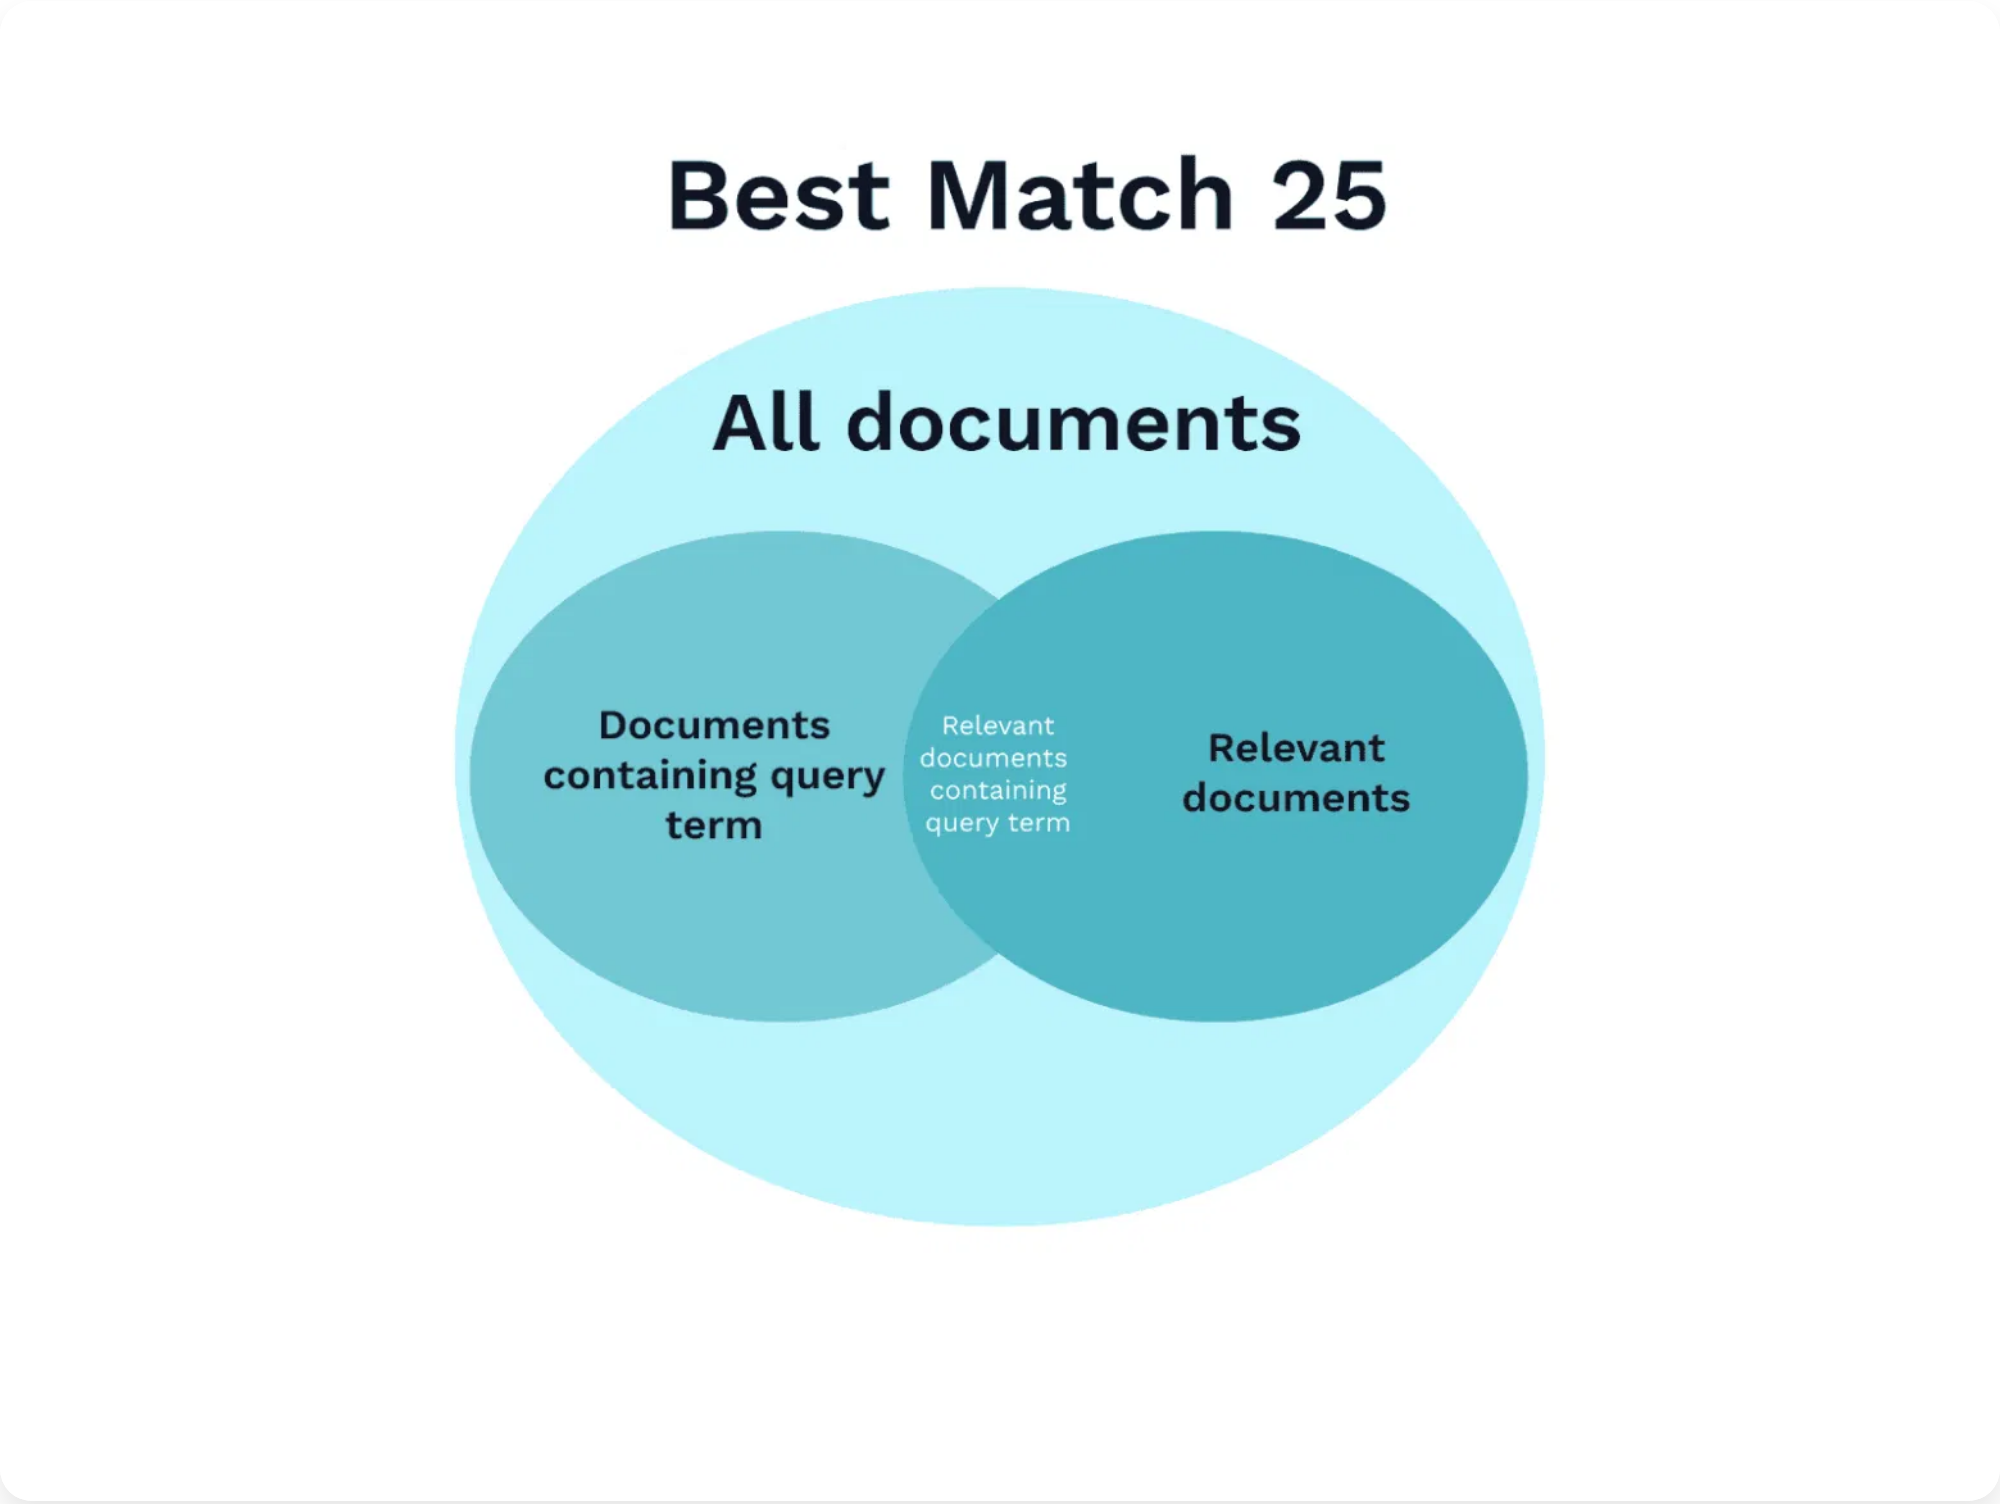 Best Match 25
All documents
Documents
containing query
term
Relevant
documents
containing
query term
Relevant
documents